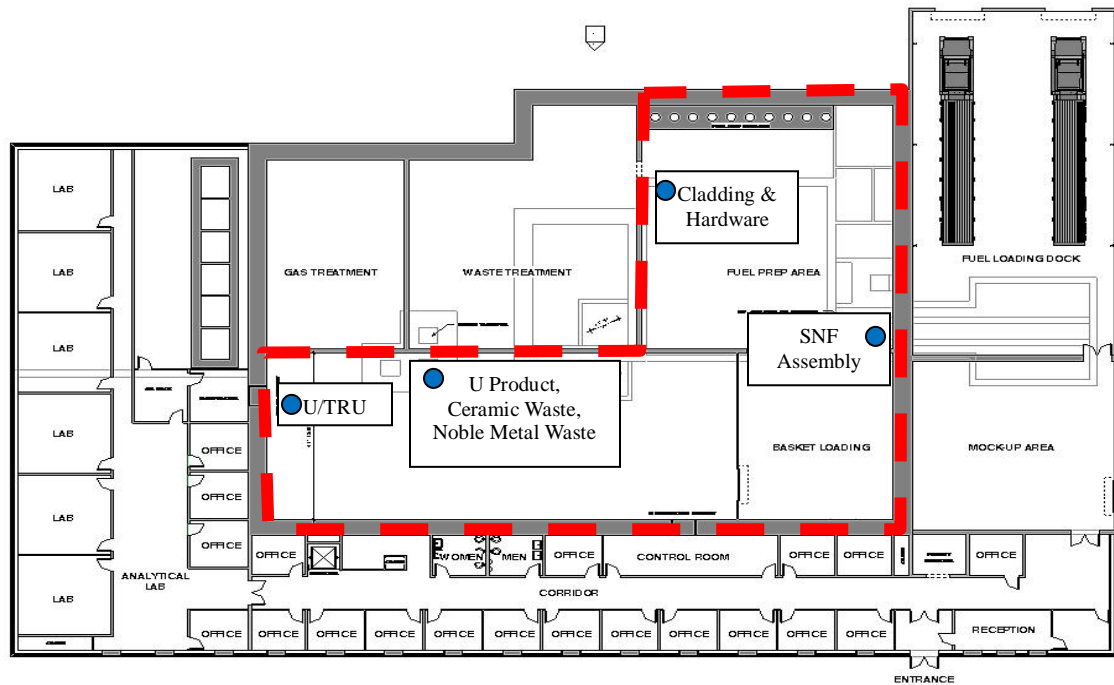 Cladding &
Hardware
LAB
LAB
LAB
LAB
LAB
LAB
GAS TREATMENT
WASTE TREATMENT
FUEL PREP AREA
FUEL LOADING DOCK
SNF
Assembly
U Product,
Ceramic Waste,
Noble Metal Waste
U/TRU
BASKET LOADING
MOCK-UP AREA
OFFICE
OFFICE
OFFICE
ANALYTICAL
LAB
OFFICE
WOMEN
MEN
OFFICE
CONTROL ROOM
OFFICE
OFFICE
OFFICE
CORRIDOR
OFFICE
OFFICE
OFFICE
OFFICE
OFFICE
OFFICE
OFFICE
OFFICE
OFFICE
OFFICE
OFFICE
OFFICE
RECEPTION
ENTRANCE